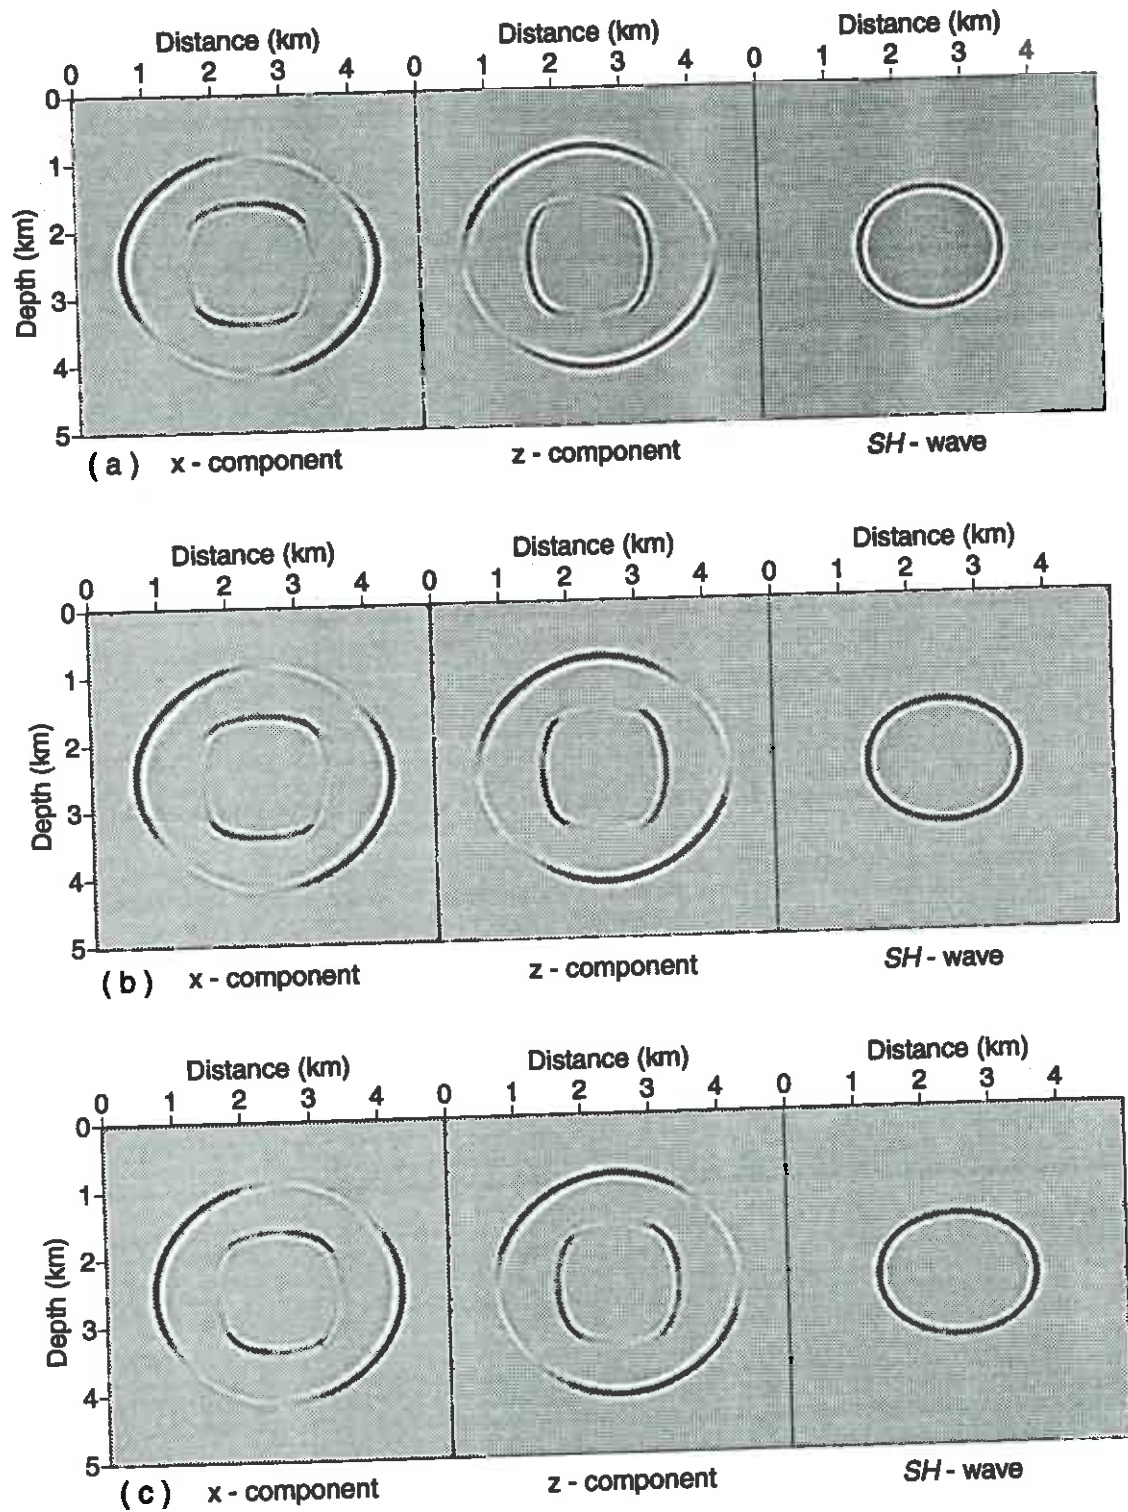 Distance (km) Distance (km) Distance (km)
0 1 2 3 4 0 1 2 3 4 0 1 2 3 4
0
1
2
3
4
5
Depth (km)
(a) x - component z - component SH - wave
Distance (km) Distance (km) Distance (km)
0 1 2 3 4 0 1 2 3 4 0 1 2 3 4
0
1
2
3
4
5
Depth (km)
(b) x - component z - component SH - wave
Distance (km) Distance (km) Distance (km)
0 1 2 3 4 0 1 2 3 4 0 1 2 3 4
0
1
2
3
4
5
Depth (km)
(c) x - component z - component SH - wave